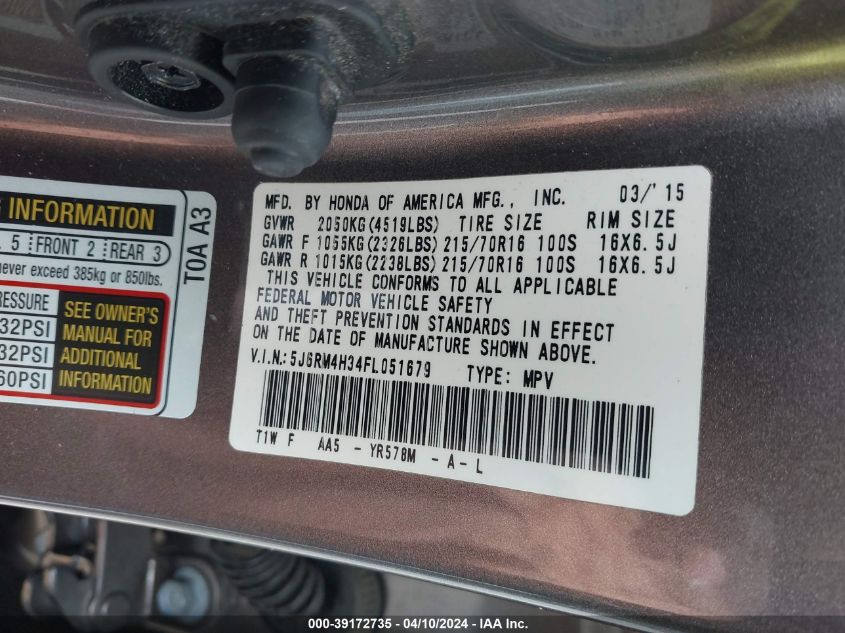 G INFORMATION
5 FRONT 2 REAR 3
never exceed 385kg or 850lbs.
PRESSURE
32PSI
32PSI
60PSI
SEE OWNER'S
MANUAL FOR
ADDITIONAL
INFORMATION
T0A A3
MFD. BY HONDA OF AMERICA MFG., INC. 03/'15
GVWR 2050KG(4519LBS) TIRE SIZE RIM SIZE
GAWR F 1055KG(2326LBS) 215/70R16 100S 16X6.5J
GAWR R 1015KG(2238LBS) 215/70R16 100S 16X6.5J
THIS VEHICLE CONFORMS TO ALL APPLICABLE
FEDERAL MOTOR VEHICLE SAFETY
AND THEFT PREVENTION STANDARDS IN EFFECT
ON THE DATE OF MANUFACTURE SHOWN ABOVE.
V.I.N.: 5J6RM4H34FL051679 TYPE: MPV
T1W F AA5 - YR578M - A - L
000-39172735 - 04/10/2024 - IAA Inc.